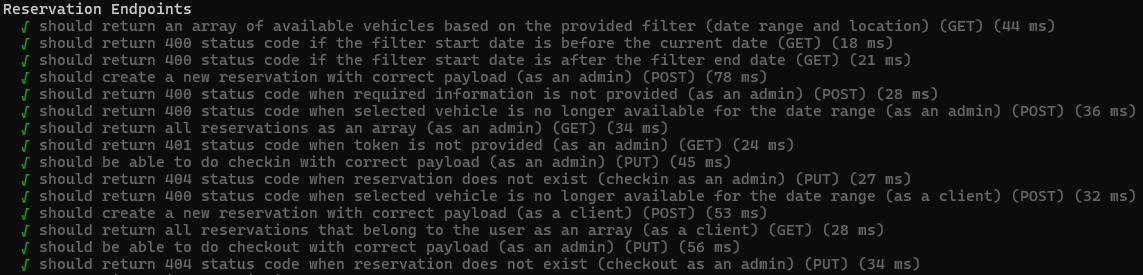 Reservation Endpoints
√ should return an array of available vehicles based on the provided filter (date range and location) (GET) (44 ms)
√ should return 400 status code if the filter start date is before the current date (GET) (18 ms)
√ should return 400 status code if the filter start date is after the filter end date (GET) (21 ms)
√ should create a new reservation with correct payload (as an admin) (POST) (78 ms)
√ should return 400 status code when required information is not provided (as an admin) (POST) (28 ms)
√ should return 400 status code when selected vehicle is no longer available for the date range (as an admin) (POST) (36 ms)
√ should return all reservations as an array (as an admin) (GET) (34 ms)
√ should return 401 status code when token is not provided (as an admin) (GET) (24 ms)
√ should be able to do checkin with correct payload (as an admin) (PUT) (45 ms)
√ should return 404 status code when reservation does not exist (checkin as an admin) (PUT) (27 ms)
√ should return 400 status code when selected vehicle is no longer available for the date range (as a client) (POST) (32 ms)
√ should create a new reservation with correct payload (as a client) (POST) (53 ms)
√ should return all reservations that belong to the user as an array (as a client) (GET) (28 ms)
√ should be able to do checkout with correct payload (as an admin) (PUT) (56 ms)
√ should return 404 status code when reservation does not exist (checkout as an admin) (PUT) (34 ms)